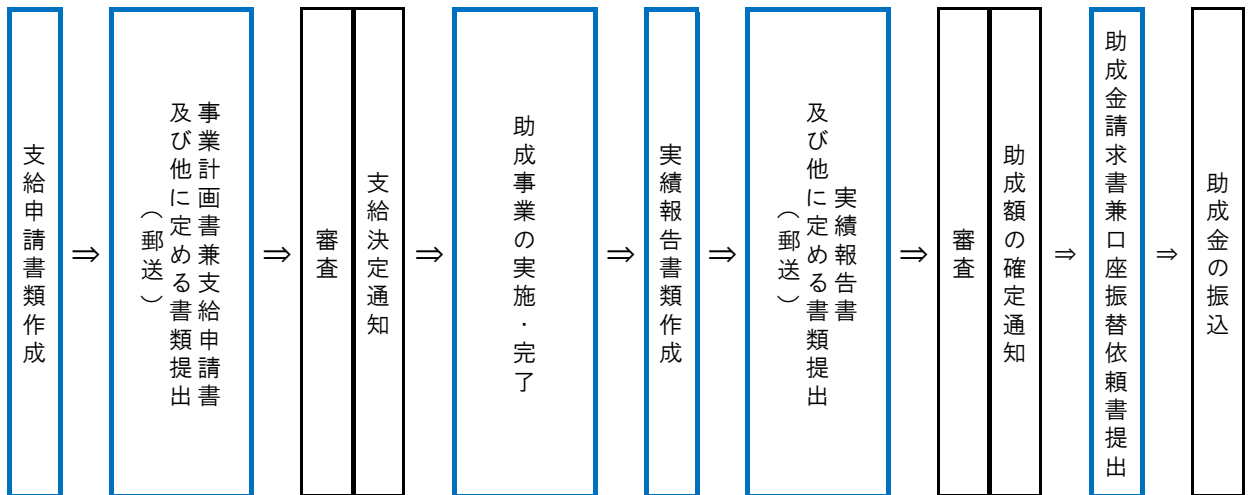 支給申請書類作成
⇒
事業計画書兼支給申請書
及び他に定める書類提出
（郵送）
⇒
審査
支給決定通知
⇒
助成事業の実施・完了
⇒
実績報告書類作成
⇒
実績報告書
及び他に定める書類提出
（郵送）
⇒
審査
助成額の確定通知
⇒
助成金請求書兼口座振替依頼書提出
⇒
助成金の振込